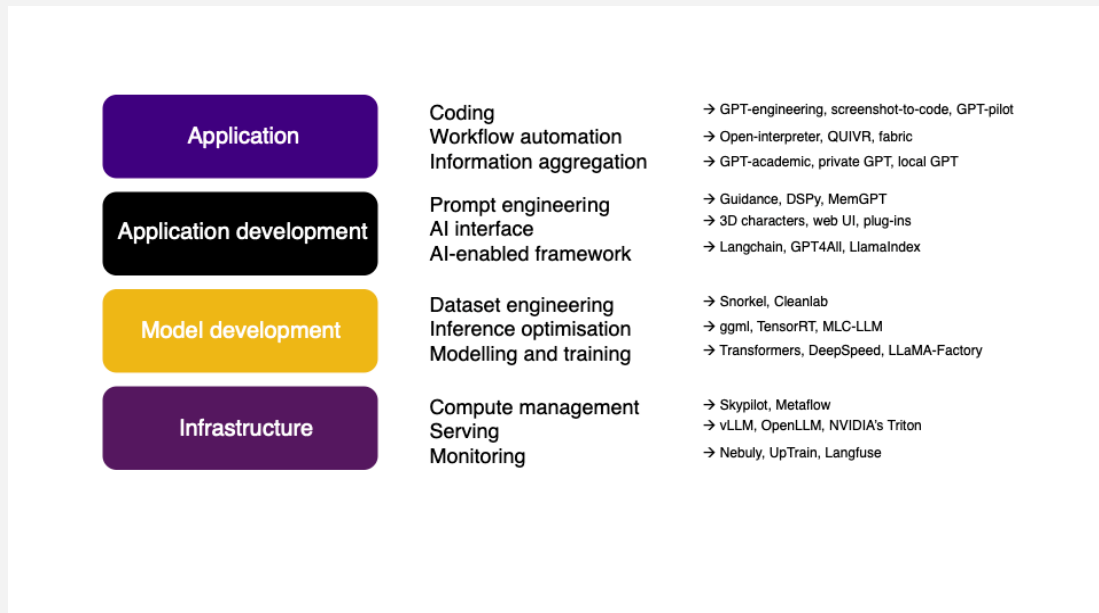 Application
Coding
→ GPT-engineering, screenshot-to-code, GPT-pilot
Workflow automation
→ Open-interpreter, QUIVR, fabric
Information aggregation
→ GPT-academic, private GPT, local GPT
Application development
Prompt engineering
→ Guidance, DSPy, MemGPT
AI interface
→ 3D characters, web UI, plug-ins
AI-enabled framework
→ Langchain, GPT4All, LlamaIndex
Model development
Dataset engineering
→ Snorkel, Cleanlab
Inference optimisation
→ ggml, TensorRT, MLC-LLM
Modelling and training
→ Transformers, DeepSpeed, LLaMA-Factory
Infrastructure
Compute management
→ Skypilot, Metaflow
Serving
→ vLLM, OpenLLM, NVIDIA's Triton
Monitoring
→ Nebuly, UpTrain, Langfuse